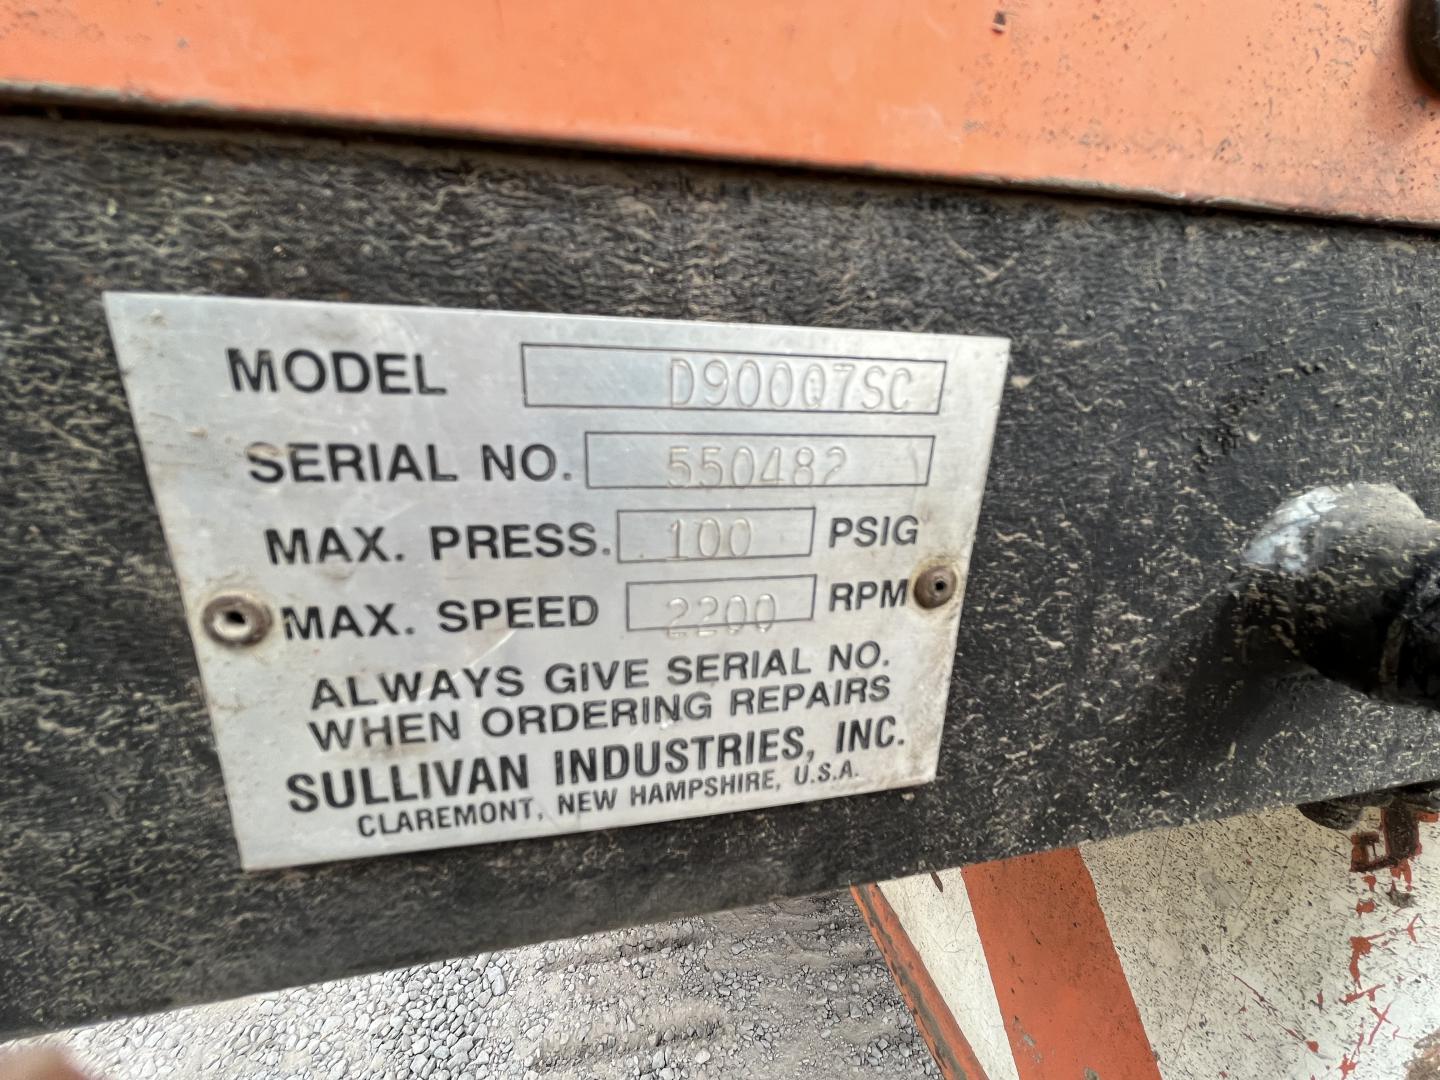 MODEL D900Q7SC
SERIAL NO. 550482
MAX. PRESS. 100 PSIG
MAX. SPEED 2200 RPM
ALWAYS GIVE SERIAL NO.
WHEN ORDERING REPAIRS
SULLIVAN INDUSTRIES, INC.
CLAREMONT, NEW HAMPSHIRE, U.S.A.